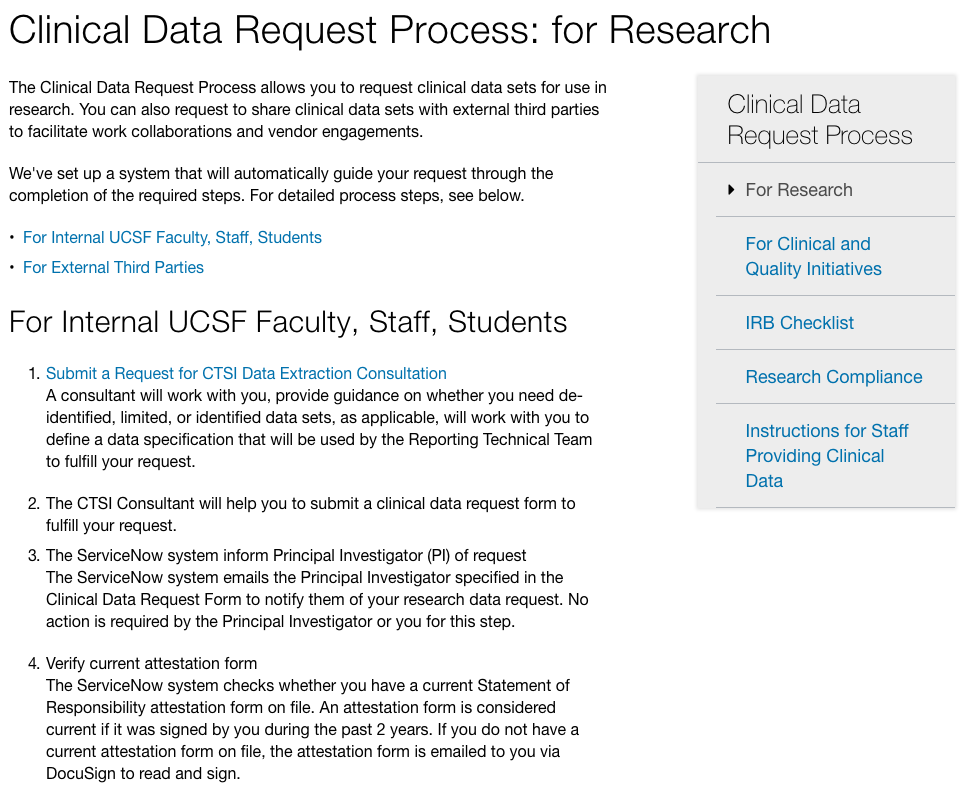 Clinical Data Request Process: for Research
The Clinical Data Request Process allows you to request clinical data sets for use in
research. You can also request to share clinical data sets with external third parties
to facilitate work collaborations and vendor engagements.
We've set up a system that will automatically guide your request through the
completion of the required steps. For detailed process steps, see below.
• For Internal UCSF Faculty, Staff, Students
• For External Third Parties
For Internal UCSF Faculty, Staff, Students
1. Submit a Request for CTSI Data Extraction Consultation
A consultant will work with you, provide guidance on whether you need de-
identified, limited, or identified data sets, as applicable, will work with you to
define a data specification that will be used by the Reporting Technical Team
to fulfill your request.
2. The CTSI Consultant will help you to submit a clinical data request form to
fulfill your request.
3. The ServiceNow system inform Principal Investigator (PI) of request
The ServiceNow system emails the Principal Investigator specified in the
Clinical Data Request Form to notify them of your research data request. No
action is required by the Principal Investigator or you for this step.
4. Verify current attestation form
The ServiceNow system checks whether you have a current Statement of
Responsibility attestation form on file. An attestation form is considered
current if it was signed by you during the past 2 years. If you do not have a
current attestation form on file, the attestation form is emailed to you via
DocuSign to read and sign.
Clinical Data
Request Process
For Research
For Clinical and
Quality Initiatives
IRB Checklist
Research Compliance
Instructions for Staff
Providing Clinical
Data